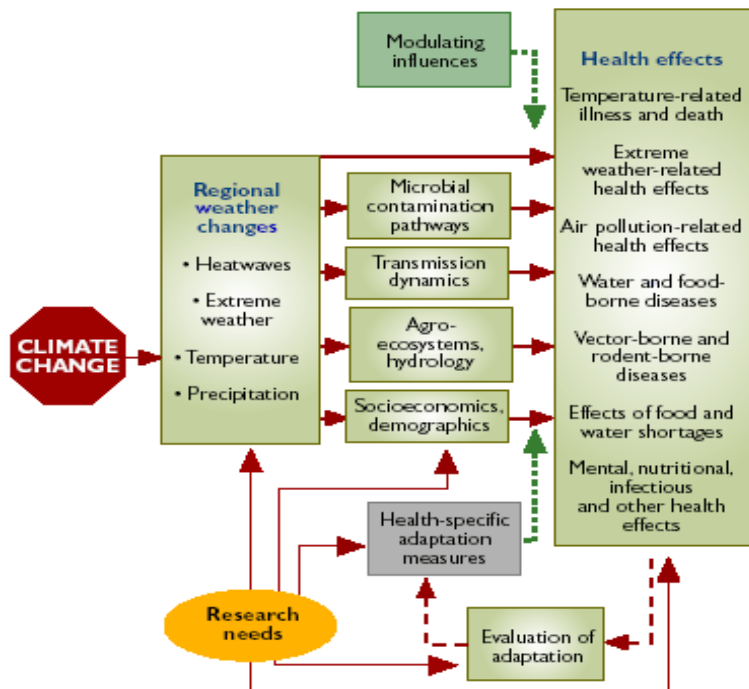 Modulating
influences
Health effects
Temperature-related
illness and death
Extreme
weather-related
health effects
Air pollution-related
health effects
Water and food-
borne diseases
Vector-borne and
rodent-borne
diseases
Effects of food and
water shortages
Mental, nutritional,
infectious
and other health
effects
Regional
weather
changes
• Heatwaves
• Extreme
weather
• Temperature
• Precipitation
Microbial
contamination
pathways
Transmission
dynamics
Agro-
ecosystems,
hydrology
Socioeconomics,
demographics
CLIMATE
CHANGE
Health-specific
adaptation
measures
Research
needs
Evaluation of
adaptation